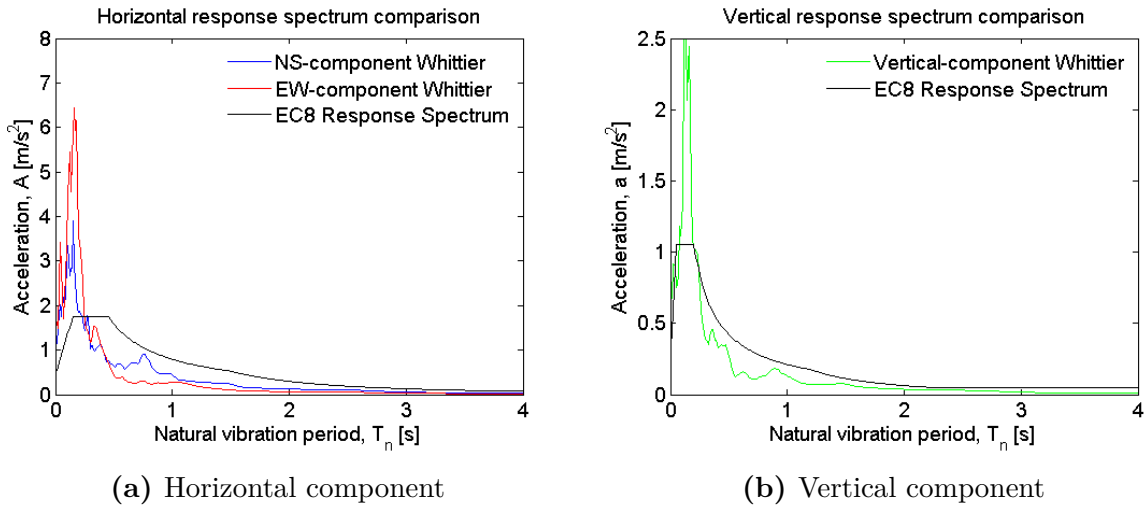 Horizontal response spectrum comparison
8
7
6
5
4
3
2
1
0
Acceleration, A [m/s²]
NS-component Whittier
EW-component Whittier
EC8 Response Spectrum
0 1 2 3 4
Natural vibration period, Tₙ [s]
(a) Horizontal component
Vertical response spectrum comparison
2.5
2
1.5
1
0.5
0
Acceleration, a [m/s²]
Vertical-component Whittier
EC8 Response Spectrum
0 1 2 3 4
Natural vibration period, Tₙ [s]
(b) Vertical component